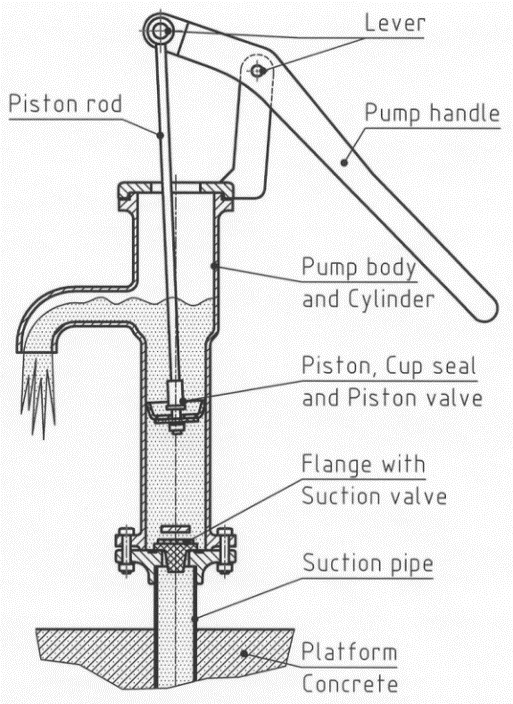 Lever
Piston rod
Pump handle
Pump body
and Cylinder
Piston, Cup seal
and Piston valve
Flange with
Suction valve
Suction pipe
Platform
Concrete